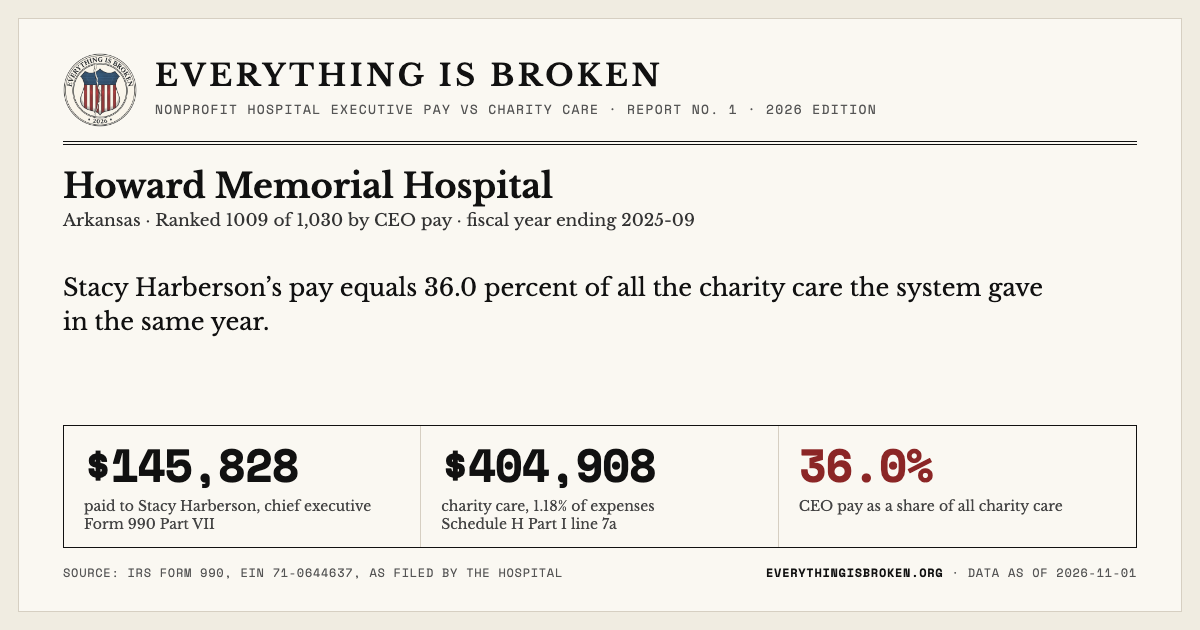 EVERYTHING IS BROKEN
· 2026 ·
EVERYTHING IS BROKEN
NONPROFIT HOSPITAL EXECUTIVE PAY VS CHARITY CARE · REPORT NO. 1 · 2026 EDITION
Howard Memorial Hospital
Arkansas · Ranked 1009 of 1,030 by CEO pay · fiscal year ending 2025-09
Stacy Harberson’s pay equals 36.0 percent of all the charity care the system gave
in the same year.
$145,828
paid to Stacy Harberson, chief executive
Form 990 Part VII
$404,908
charity care, 1.18% of expenses
Schedule H Part I line 7a
36.0%
CEO pay as a share of all charity care
SOURCE: IRS FORM 990, EIN 71-0644637, AS FILED BY THE HOSPITAL
EVERYTHINGISBROKEN.ORG · DATA AS OF 2026-11-01